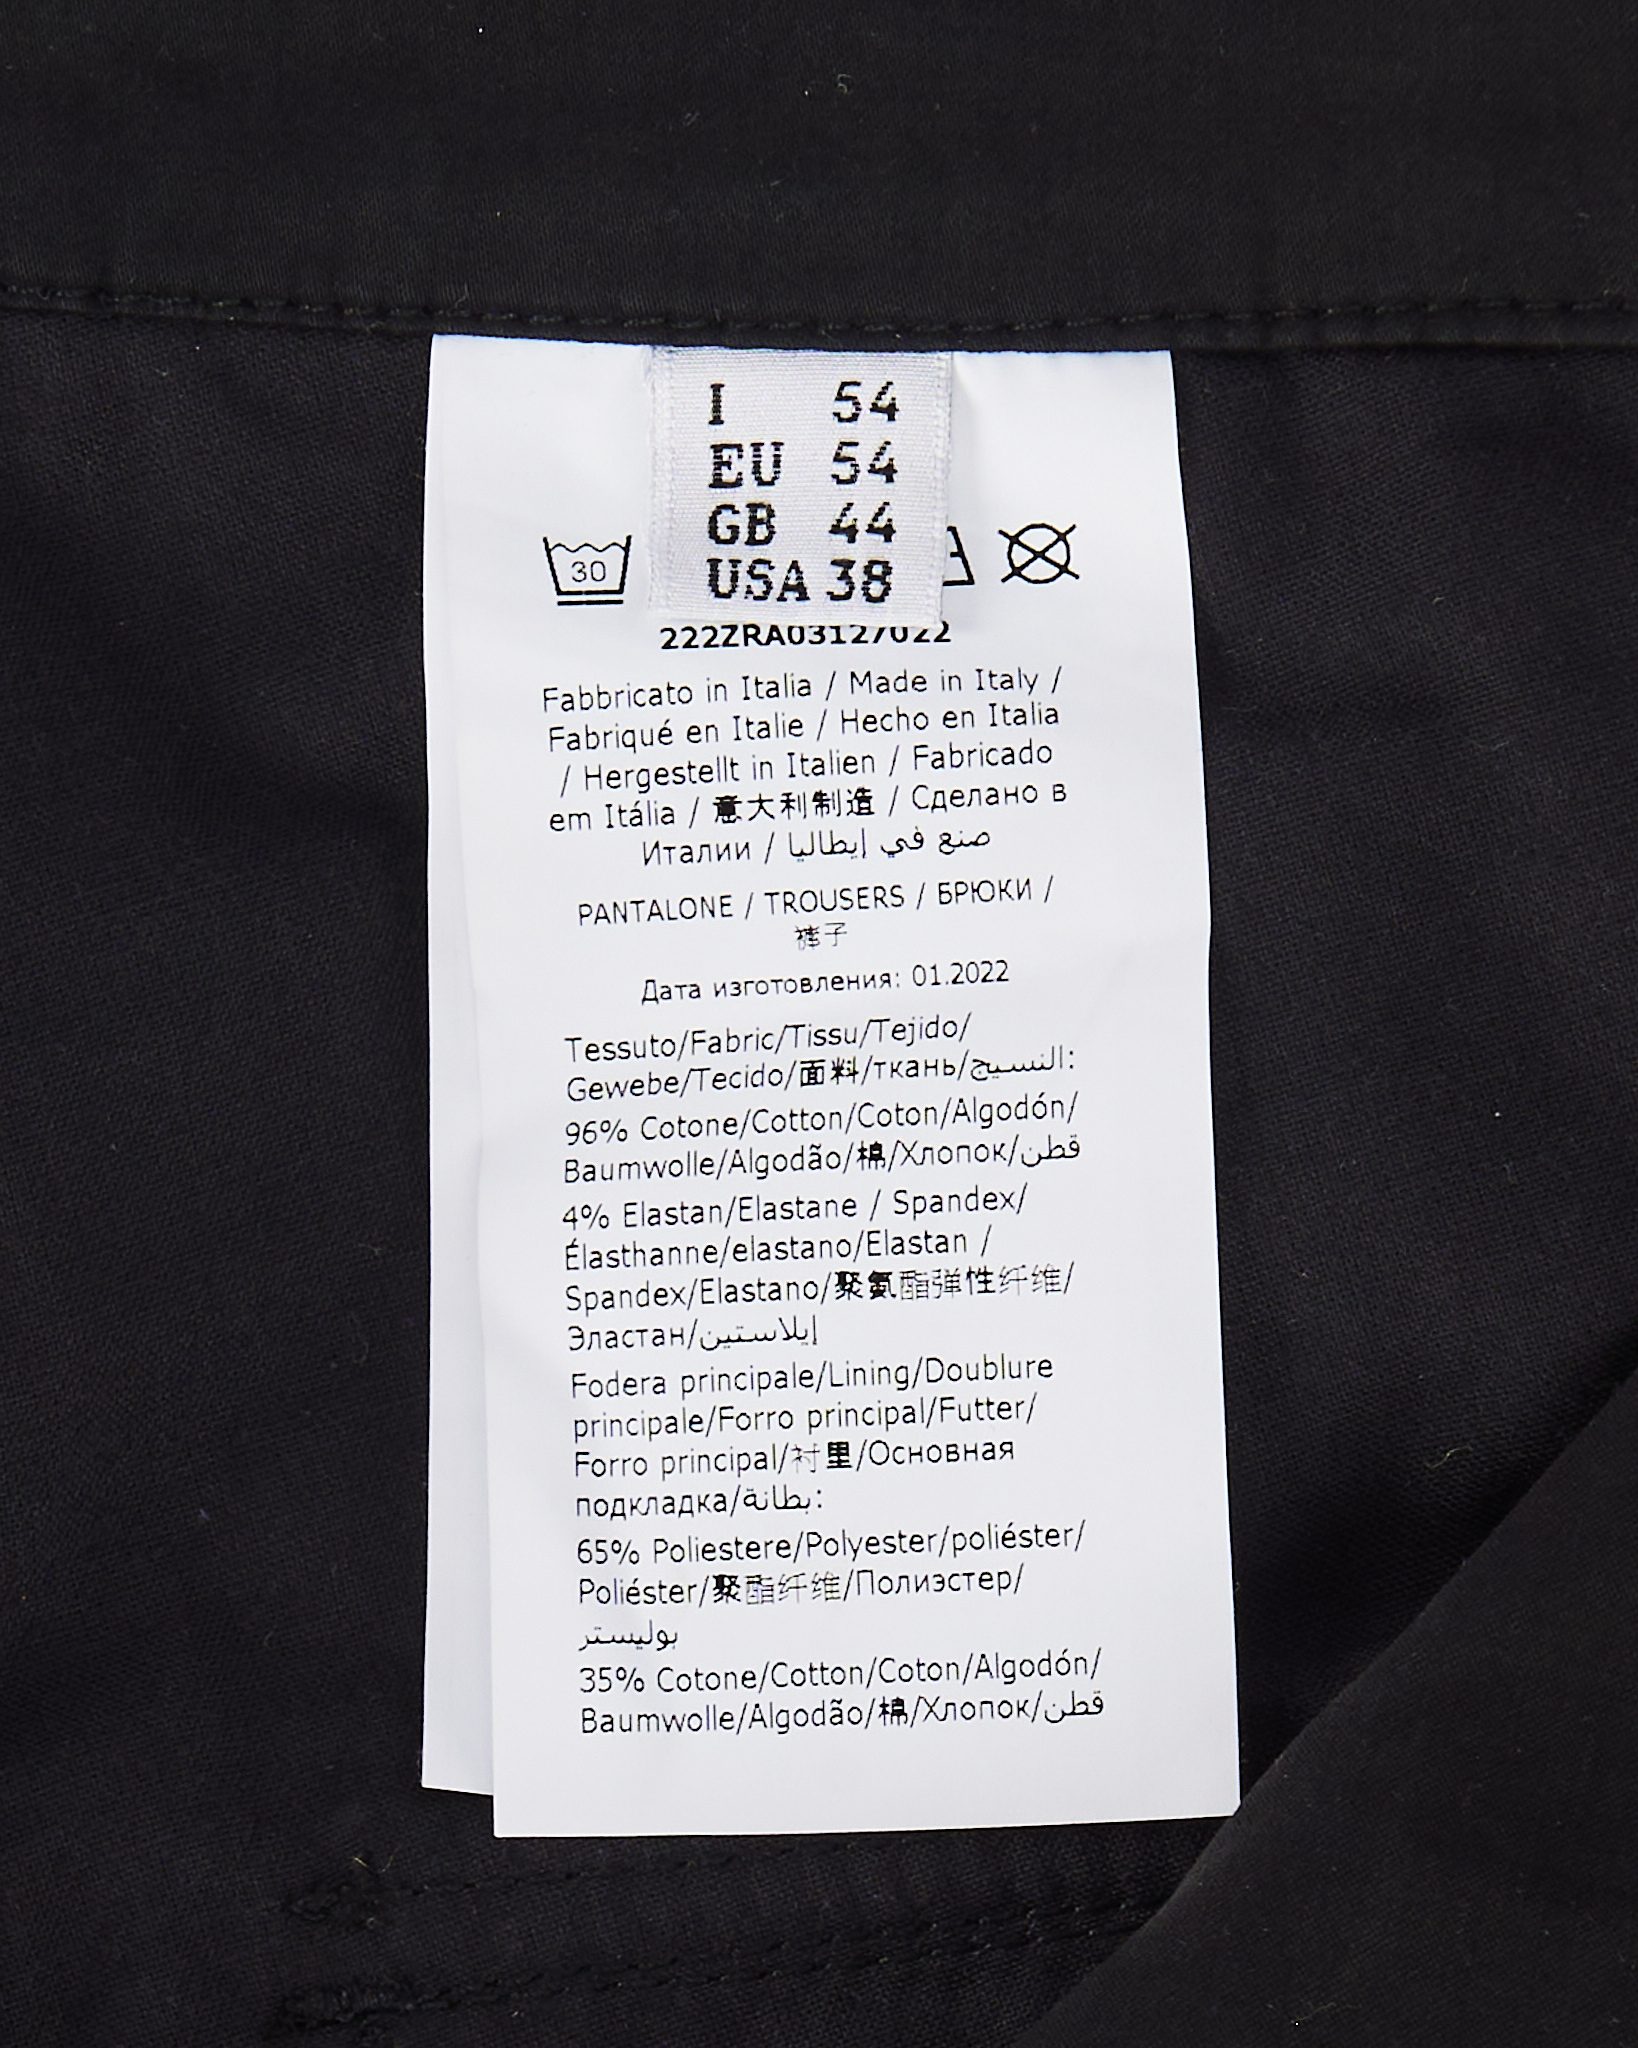 I 54
EU 54
GB 44
USA 38
30
222ZRA03127022
Fabbricato in Italia / Made in Italy /
Fabriqué en Italie / Hecho en Italia
/ Hergestellt in Italien / Fabricado
em Itália / 意大利制造 / Сделано в
Италии / صنع في إيطاليا
PANTALONE / TROUSERS / БРЮКИ /
裤子
Дата изготовления: 01.2022
Tessuto/Fabric/Tissu/Tejido/
Gewebe/Tecido/面料/ткань/النسيج:
96% Cotone/Cotton/Coton/Algodón/
Baumwolle/Algodão/棉/Хлопок/قطن
4% Elastan/Elastane / Spandex/
Élasthanne/elastano/Elastan /
Spandex/Elastano/聚氨酯弹性纤维/
Эластан/إيلاستين
Fodera principale/Lining/Doublure
principale/Forro principal/Futter/
Forro principal/衬里/Основная
подкладка/بطانة:
65% Poliestere/Polyester/poliéster/
Poliéster/聚酯纤维/Полиэстер/
بوليستر
35% Cotone/Cotton/Coton/Algodón/
Baumwolle/Algodão/棉/Хлопок/قطن